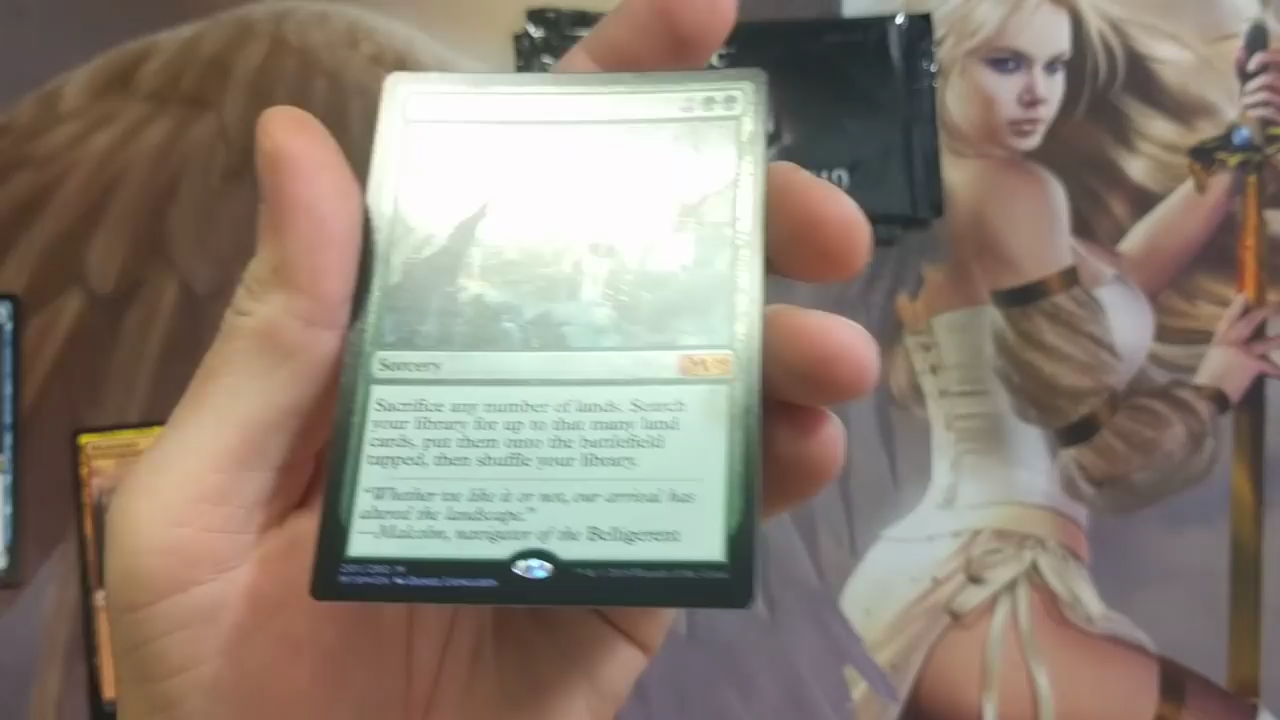 Sorcery
Sacrifice any number of lands. Search
your library for up to that many land
cards, put them onto the battlefield
tapped, then shuffle your library.
"Whether we like it or not, our arrival has
altered the landscape."
—Malcolm, navigator of the Belligerent